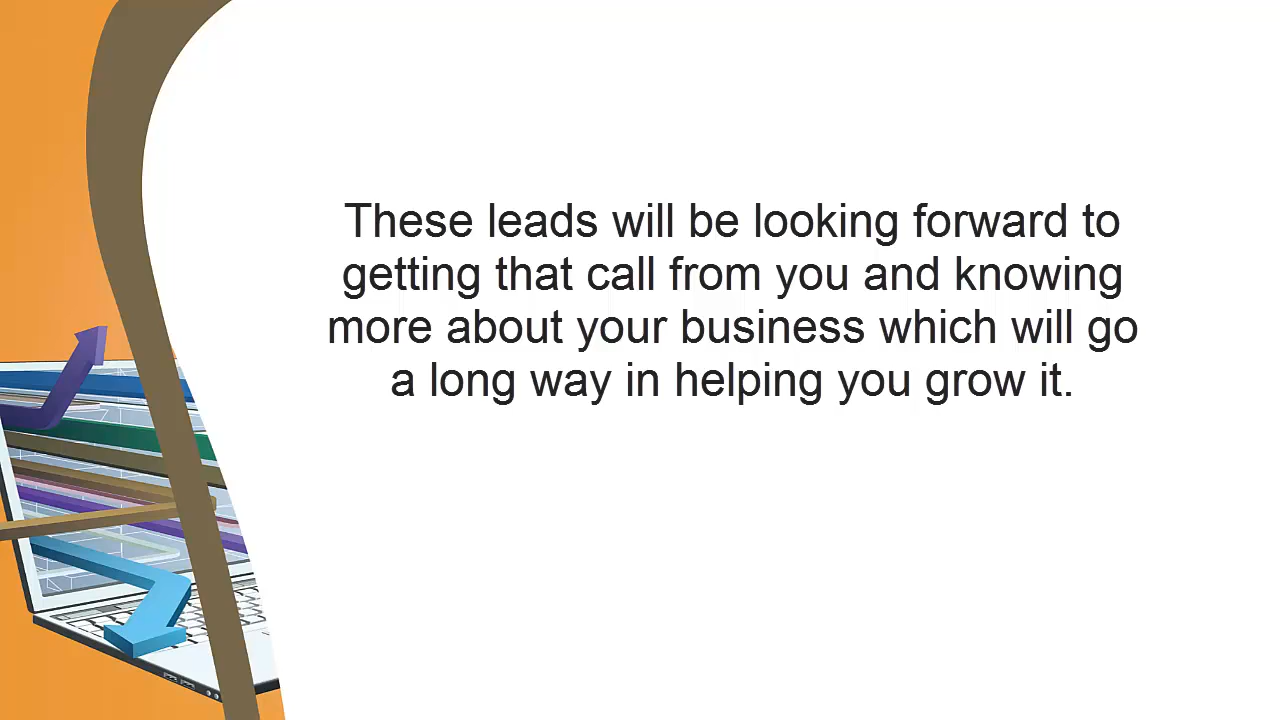 These leads will be looking forward to
getting that call from you and knowing
more about your business which will go
a long way in helping you grow it.